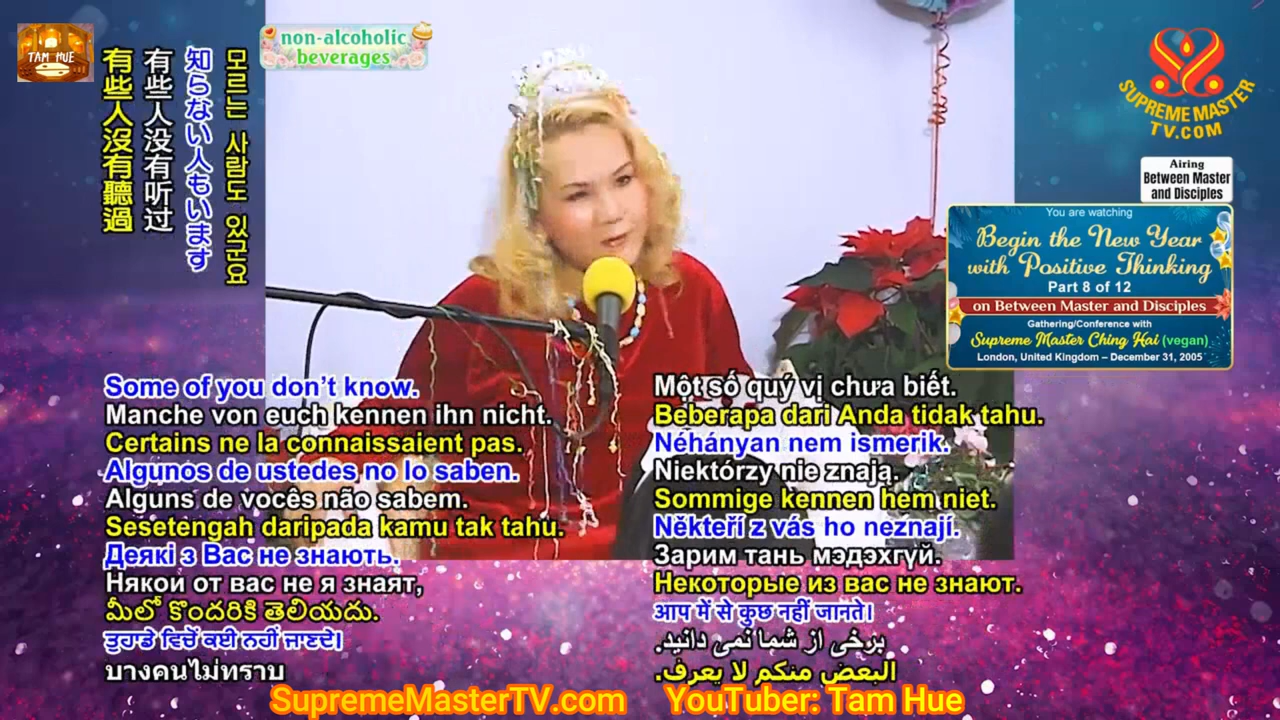 TAM HUE
non-alcoholic
beverages
모르는 사람도 있군요
知らない人もいます
有些人没有听过
有些人沒有聽過
SUPREME MASTER
TV.COM
Airing
Between Master
and Disciples
You are watching
Begin the New Year
with Positive Thinking
Part 8 of 12
on Between Master and Disciples
Gathering/Conference with
Supreme Master Ching Hai (vegan)
London, United Kingdom – December 31, 2005
Some of you don’t know.
Manche von euch kennen ihn nicht.
Certains ne la connaissaient pas.
Algunos de ustedes no lo saben.
Alguns de vocês não sabem.
Sesetengah daripada kamu tak tahu.
Деякі з Вас не знають.
Някои от вас не я знаят,
మీలో కొందరికి తెలియదు.
ਤੁਹਾਡੇ ਵਿਚੋਂ ਕਈ ਨਹੀਂ ਜਾਣਦੇ।
บางคนไม่ทราบ
Một số quý vị chưa biết.
Beberapa dari Anda tidak tahu.
Néhányan nem ismerik.
Niektórzy nie znają.
Sommige kennen hem niet.
Někteří z vás ho neznají.
Зарим тань мэдэхгүй.
Некоторые из вас не знают.
आप में से कुछ नहीं जानते।
برخی از شما نمی دانید.
البعض منكم لا يعرف.
SupremeMasterTV.com YouTuber: Tam Hue